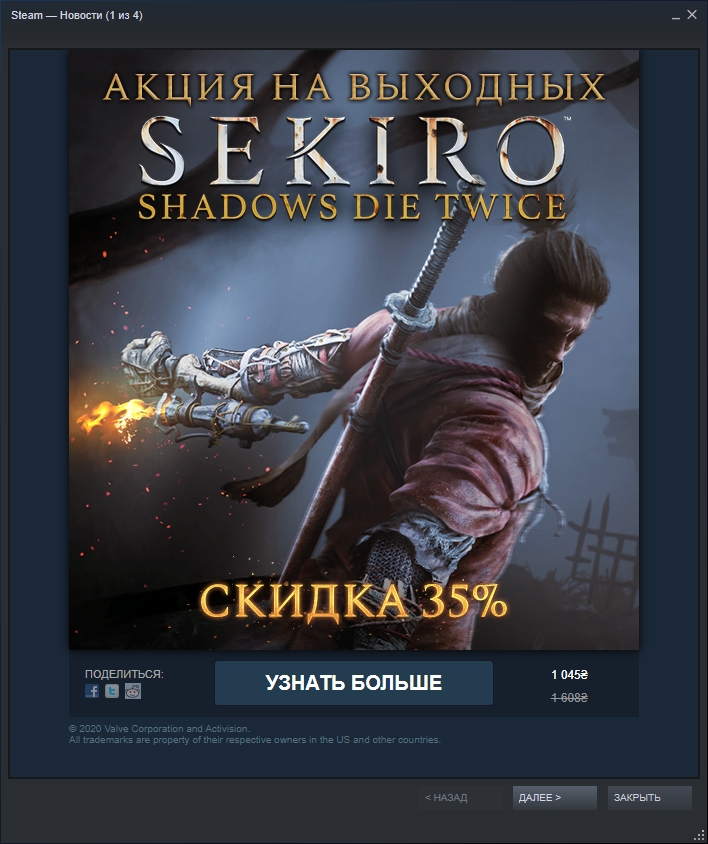 Steam — Новости (1 из 4)
АКЦИЯ НА ВЫХОДНЫХ
SEKIRO™
SHADOWS DIE TWICE
СКИДКА 35%
ПОДЕЛИТЬСЯ:
УЗНАТЬ БОЛЬШЕ
1 045₴
1 608₴
© 2020 Valve Corporation and Activision.
All trademarks are property of their respective owners in the US and other countries.
< НАЗАД
ДАЛЕЕ >
ЗАКРЫТЬ